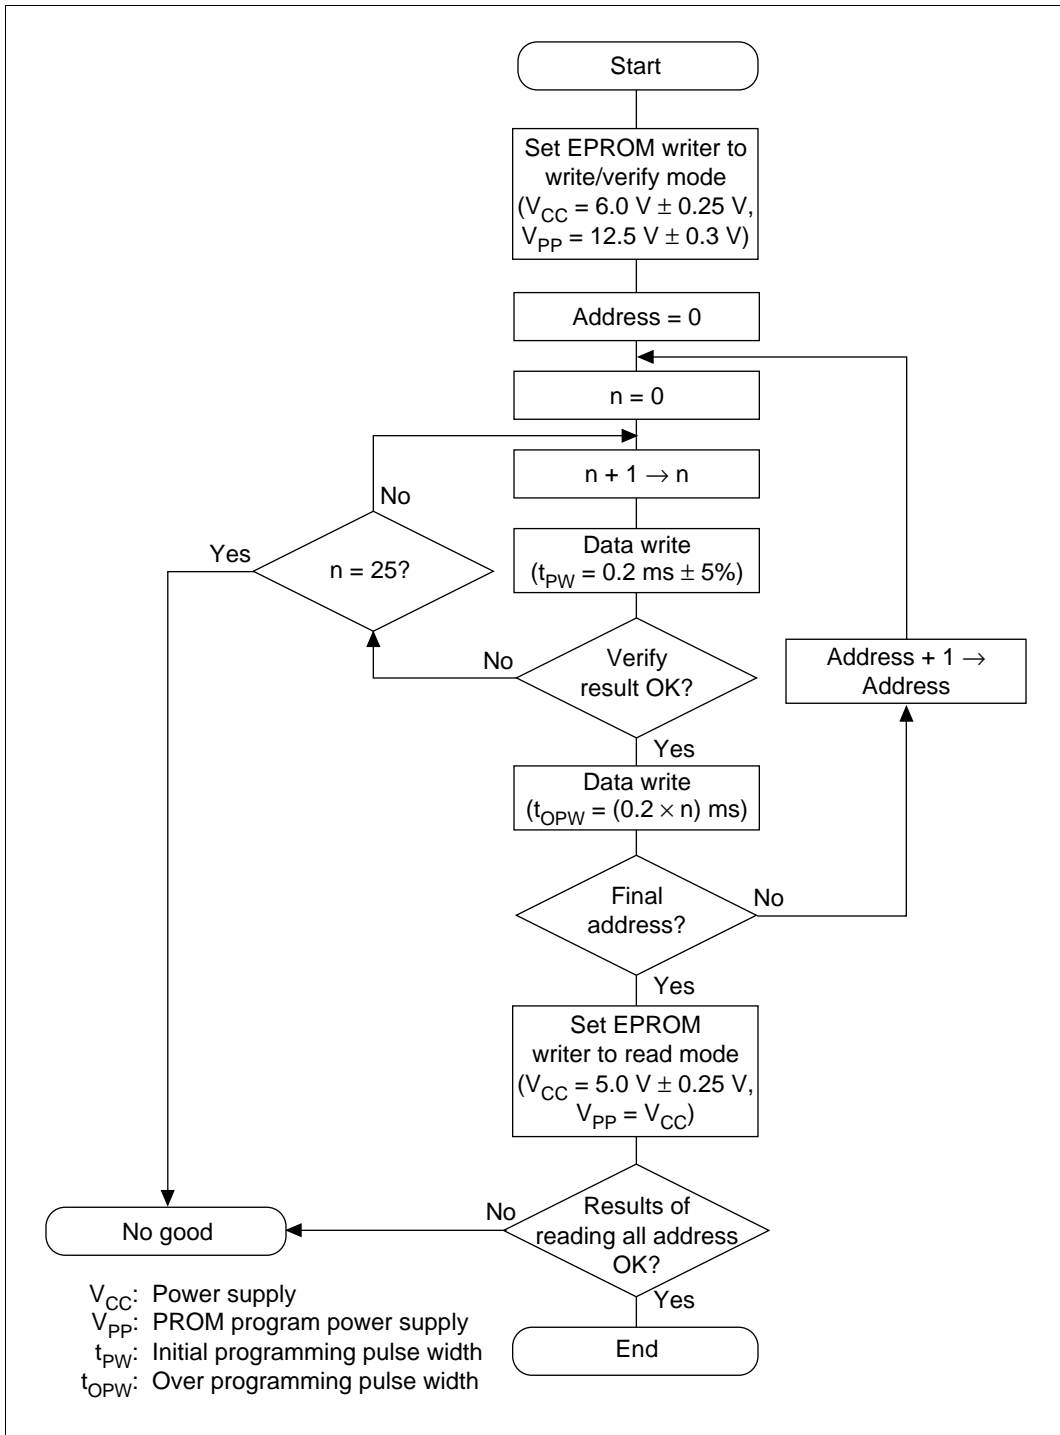 Start
Set EPROM writer to
write/verify mode
(VCC = 6.0 V ± 0.25 V,
VPP = 12.5 V ± 0.3 V)
Address = 0
n = 0
n + 1 → n
No
Yes
n = 25?
Data write
(tPW = 0.2 ms ± 5%)
No
Verify
result OK?
Address + 1 →
Address
Yes
Data write
(tOPW = (0.2 × n) ms)
Final
address?
No
Yes
Set EPROM
writer to read mode
(VCC = 5.0 V ± 0.25 V,
VPP = VCC)
No
Results of
reading all address
OK?
No good
Yes
End
VCC: Power supply
VPP: PROM program power supply
tPW: Initial programming pulse width
tOPW: Over programming pulse width